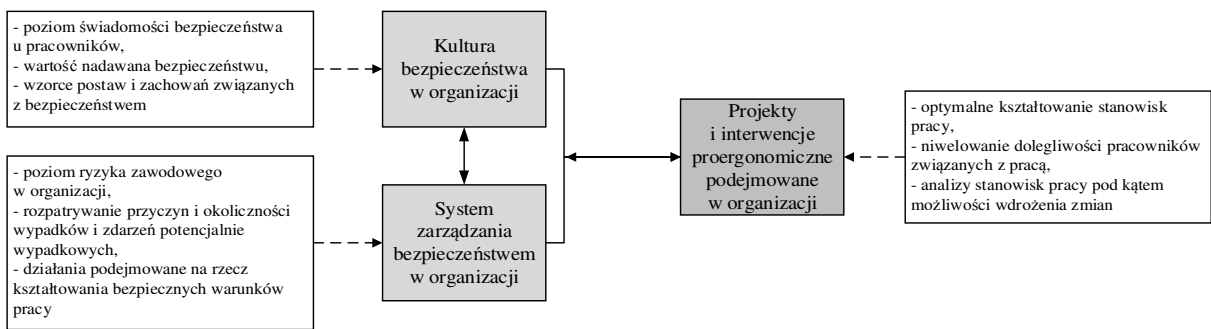 - poziom świadomości bezpieczeństwa
u pracowników,
- wartość nadawana bezpieczeństwu,
- wzorce postaw i zachowań związanych
z bezpieczeństwem
Kultura
bezpieczeństwa
w organizacji
- poziom ryzyka zawodowego
w organizacji,
- rozpatrywanie przyczyn i okoliczności
wypadków i zdarzeń potencjalnie
wypadkowych,
- działania podejmowane na rzecz
kształtowania bezpiecznych warunków
pracy
System
zarządzania
bezpieczeństwem
w organizacji
Projekty
i interwencje
proergonomiczne
podejmowane
w organizacji
- optymalne kształtowanie stanowisk
pracy,
- niwelowanie dolegliwości pracowników
związanych z pracą,
- analizy stanowisk pracy pod kątem
możliwości wdrożenia zmian